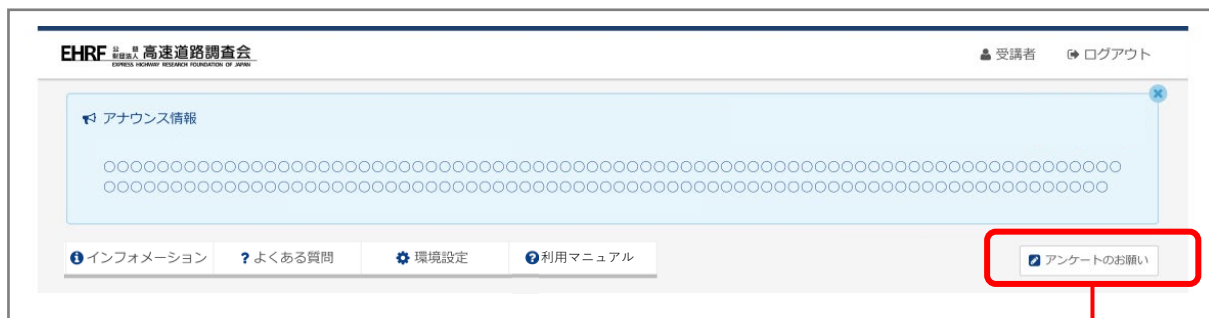 EHRF 公益財団法人 高速道路調査会
EXPRESS HIGHWAY RESEARCH FOUNDATION OF JAPAN
受講者 ログアウト
アナウンス情報
○○○○○○○○○○○○○○○○○○○○○○○○○○○○○○○○○○○○○○○○○○○○○○○○○○○○○○○○○○○○○○○○○○○○○○○○○○○○
○○○○○○○○○○○○○○○○○○○○○○○○○○○○○○○○○○○○○○○○○○○○○○○○○○○○○○○○○○○○○○○○○○○○○○○○○○○
インフォメーション ?よくある質問 環境設定 ?利用マニュアル アンケートのお願い